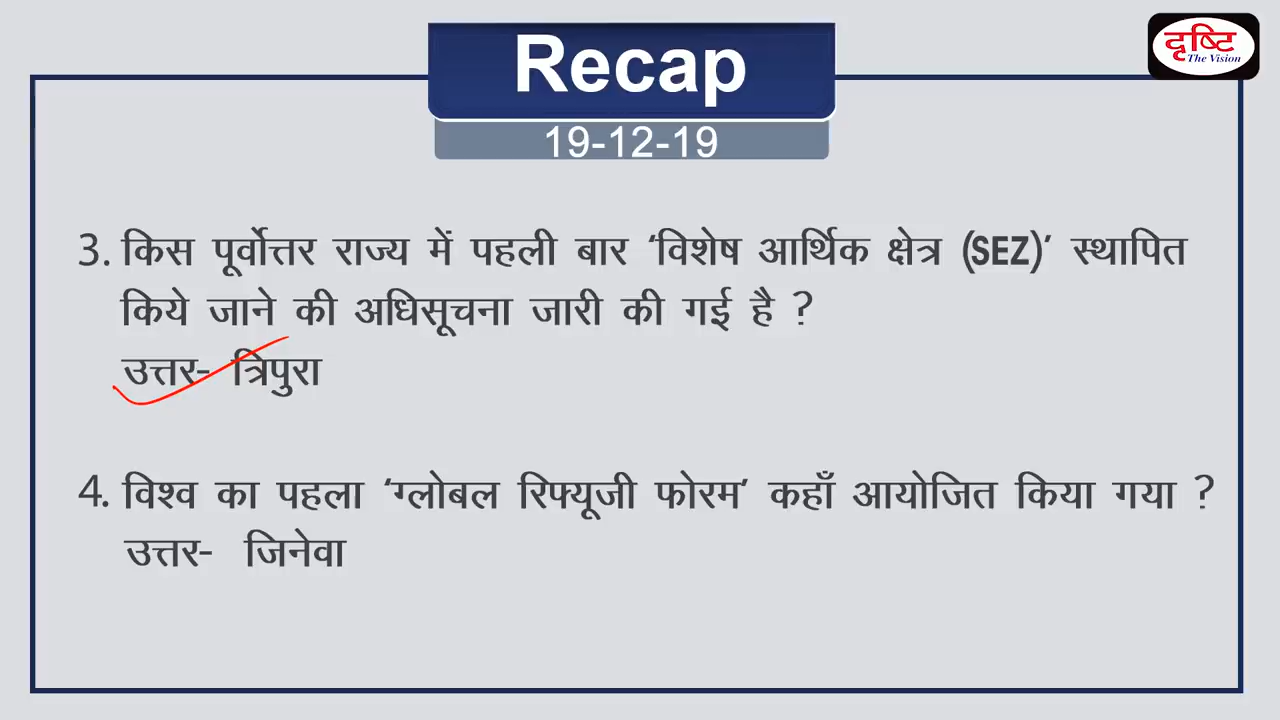 दृष्टि
The Vision
Recap
19-12-19
3. किस पूर्वोत्तर राज्य में पहली बार ‘विशेष आर्थिक क्षेत्र (SEZ)’ स्थापित
किये जाने की अधिसूचना जारी की गई है ?
उत्तर- त्रिपुरा
4. विश्व का पहला ‘ग्लोबल रिफ्यूजी फोरम’ कहाँ आयोजित किया गया ?
उत्तर- जिनेवा